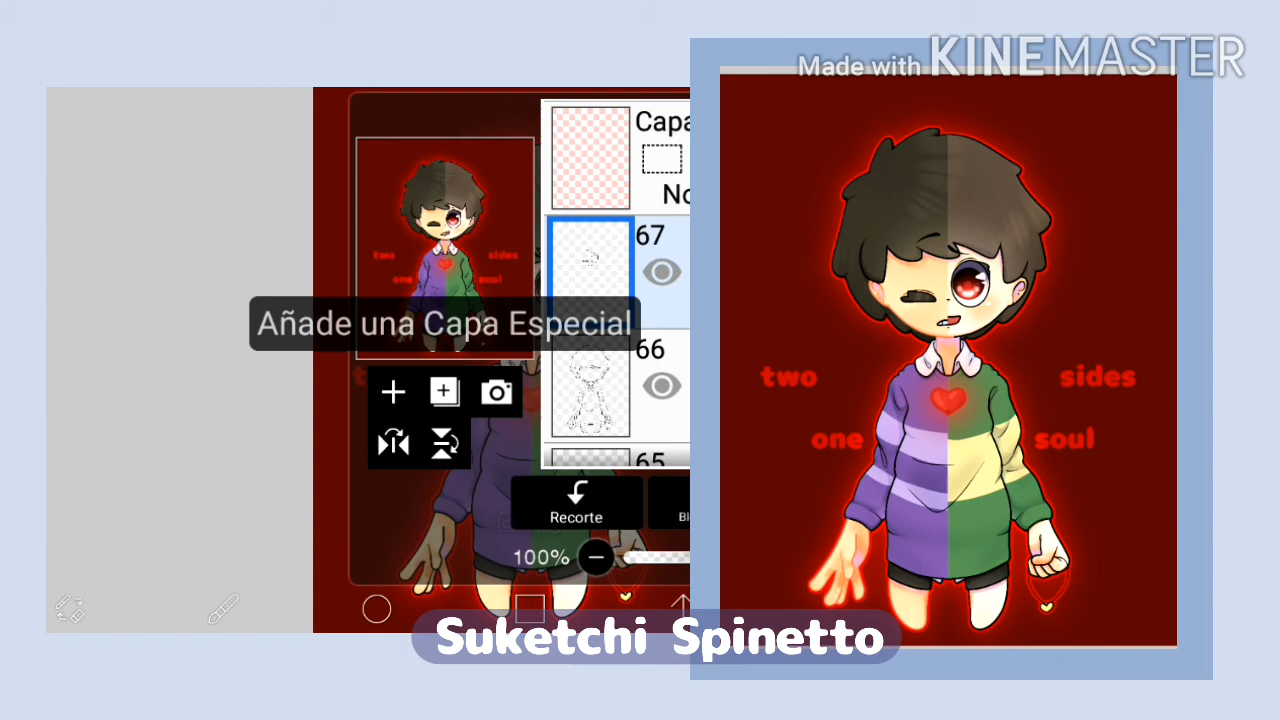 Made with KINEMASTER
Capa
No
67
Añade una Capa Especial
66
65
Recorte
100%
two sides
one soul
two sides
one soul
Suketchi Spinetto